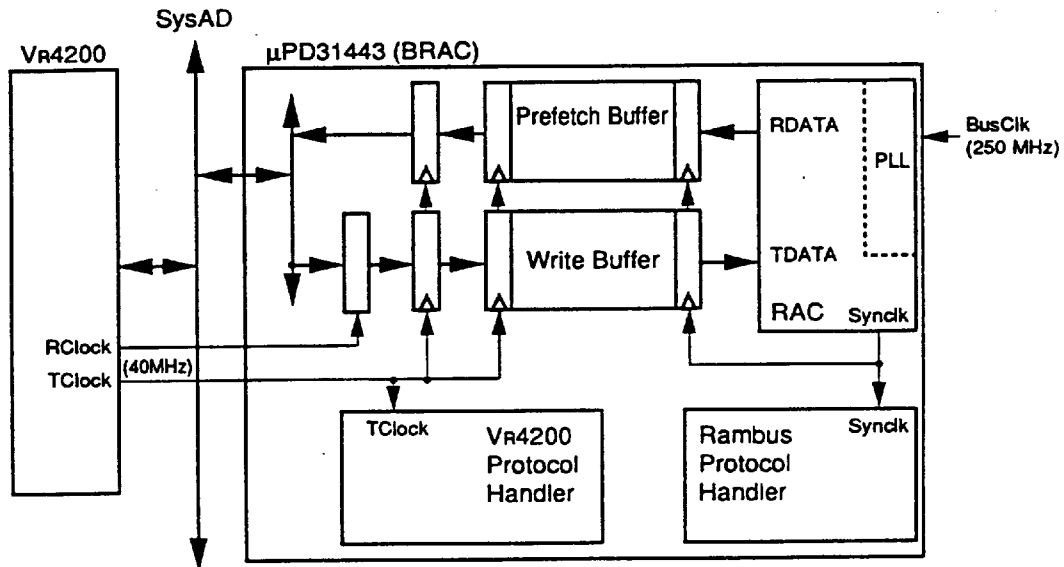 SysAD
VR4200
μPD31443 (BRAC)
Prefetch Buffer
RDATA
PLL
BusClk
(250 MHz)
Write Buffer
TDATA
RAC
Synclk
RClock
(40MHz)
TClock
TClock
VR4200
Protocol
Handler
Rambus
Protocol
Handler
Synclk